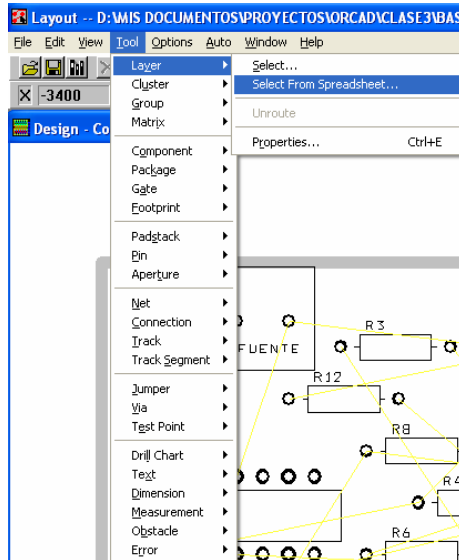 Layout -- D:\MIS DOCUMENTOS\PROYECTOS\ORCAD\CLASE3\BAS
File Edit View Tool Options Auto Window Help
X -3400
Design - Co
Layer
Cluster
Group
Matrix
Component
Package
Gate
Footprint
Padstack
Pin
Aperture
Net
Connection
Track
Track Segment
Jumper
Via
Test Point
Drill Chart
Text
Dimension
Measurement
Obstacle
Error
Select...
Select From Spreadsheet...
Unroute
Properties... Ctrl+E
FUENTE
R3
R12
R8
R4
R6